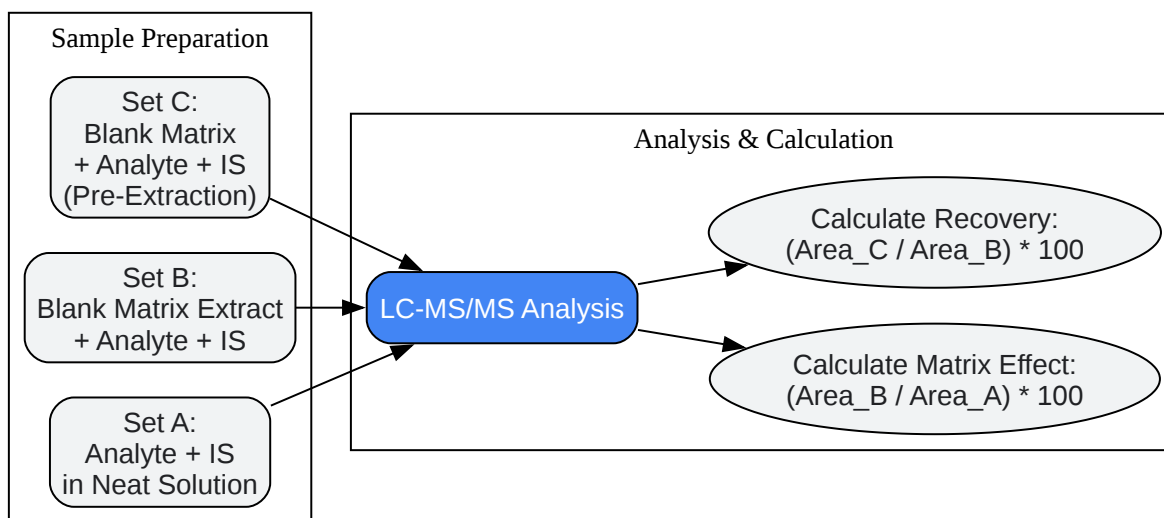 Sample Preparation
Set C:
Blank Matrix
+ Analyte + IS
(Pre-Extraction)
Set B:
Blank Matrix Extract
+ Analyte + IS
Set A:
Analyte + IS
in Neat Solution
Analysis & Calculation
LC-MS/MS Analysis
Calculate Recovery:
(Area_C / Area_B) * 100
Calculate Matrix Effect:
(Area_B / Area_A) * 100